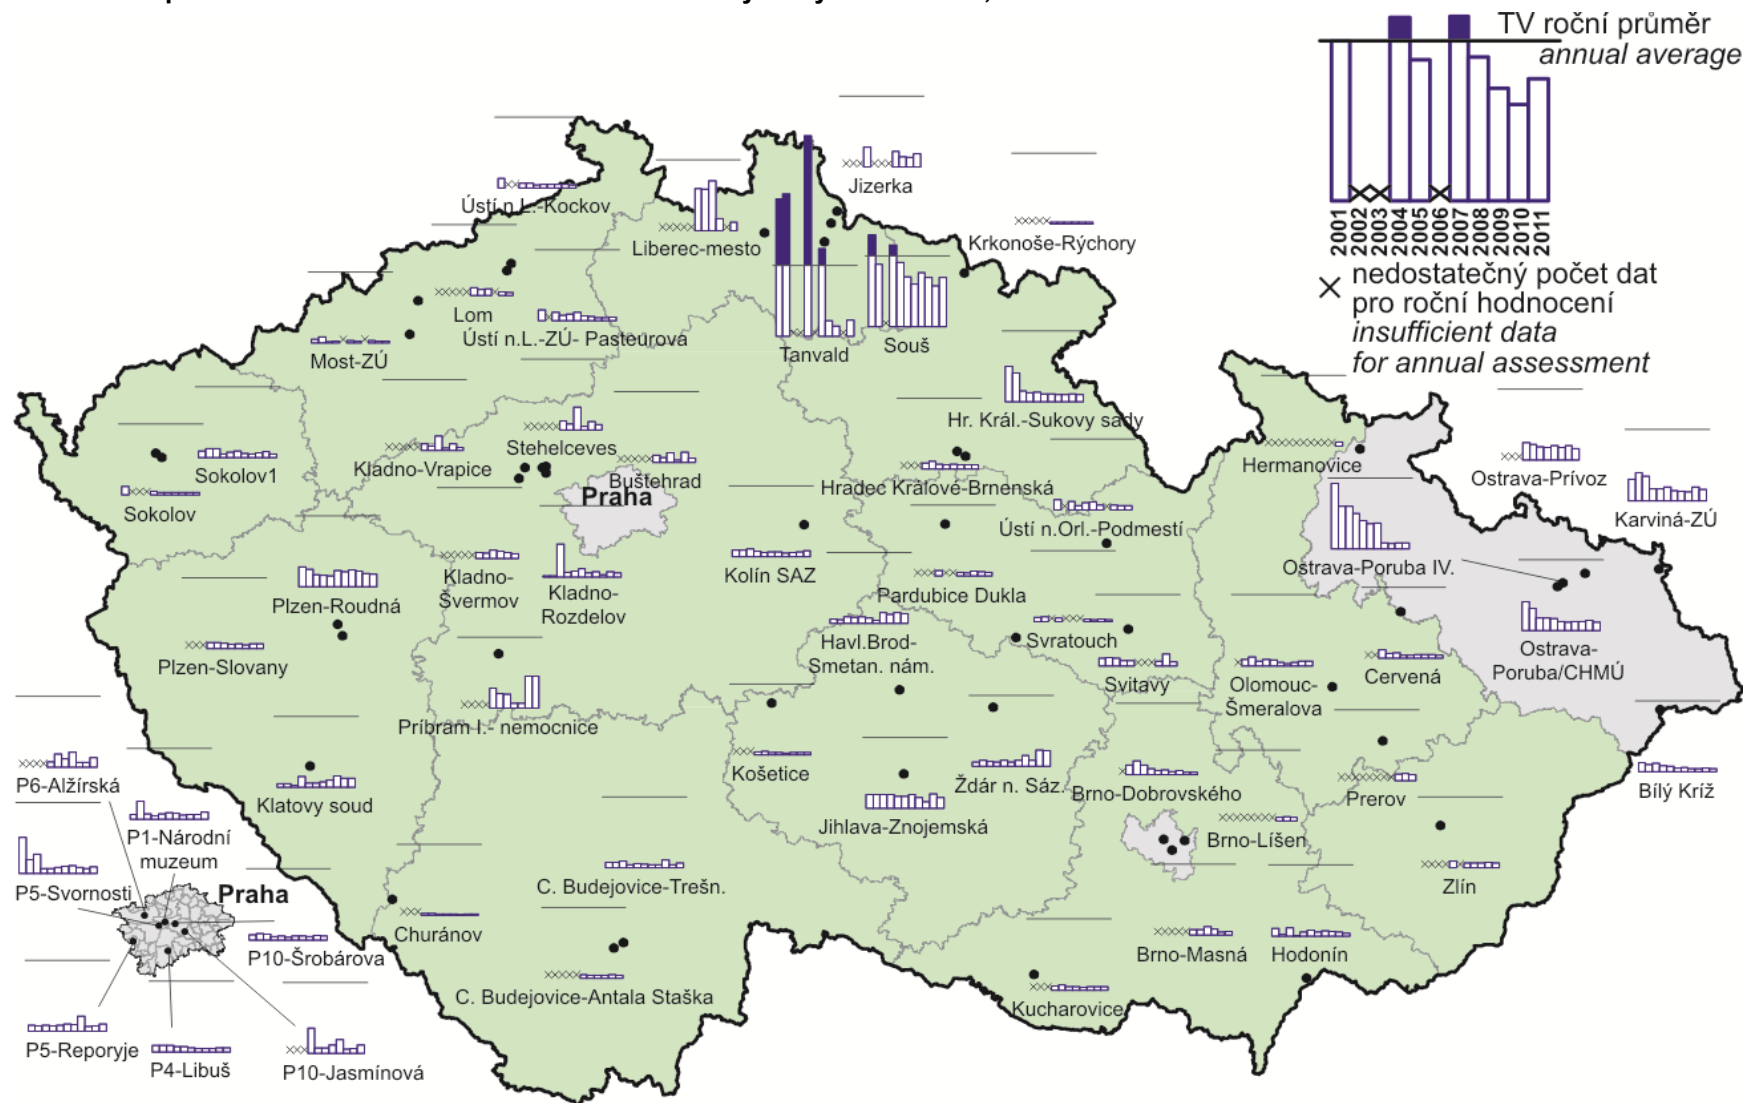 TV roční průměr
annual average
2001
2002
2003
2004
2005
2006
2007
2008
2009
2010
2011
nedostatečný počet dat
pro roční hodnocení
insufficient data
for annual assessment
Jizerka
Ústí n.L.-Kockov
Liberec-mesto
Krkonoše-Rýchory
Lom
Ústí n.L.-ZÚ- Pasteurova
Most-ZÚ
Tanvald
Souš
Hr. Král.-Sukovy sady
Stehelceves
Kladno-Vrapice
Buštehrad
Praha
Sokolov1
Sokolov
Hermanovice
Ostrava-Prívoz
Karviná-ZÚ
Hradec Králové-Brnenská
Ústí n.Orl.-Podmestí
Ostrava-Poruba IV.
Kladno-
Švermov
Kladno-
Rozdelov
Kolín SAZ
Plzen-Roudná
Pardubice Dukla
Plzen-Slovany
Havl.Brod-
Smetan. nám.
Svratouch
Svitavy
Olomouc-
Šmeralova
Cervená
Ostrava-
Poruba/CHMÚ
Príbram I.- nemocnice
Košetice
Ždár n. Sáz.
Brno-Dobrovského
Prerov
Bílý Kríž
P6-Alžírská
Klatovy soud
Jihlava-Znojemská
Brno-Líšen
P1-Národní
muzeum
P5-Svornosti
Praha
C. Budejovice-Trešn.
Zlín
Churánov
P10-Šrobárova
Brno-Masná
Hodonín
C. Budejovice-Antala Staška
Kucharovice
P5-Reporyje
P4-Libuš
P10-Jasmínová